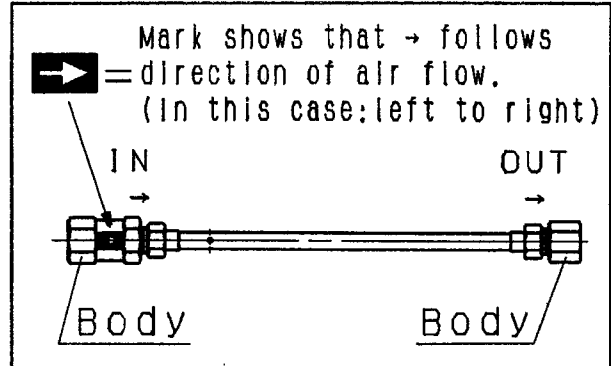 Mark shows that → follows
= direction of air flow.
(In this case:left to right)
IN
OUT
→
→
Body
Body